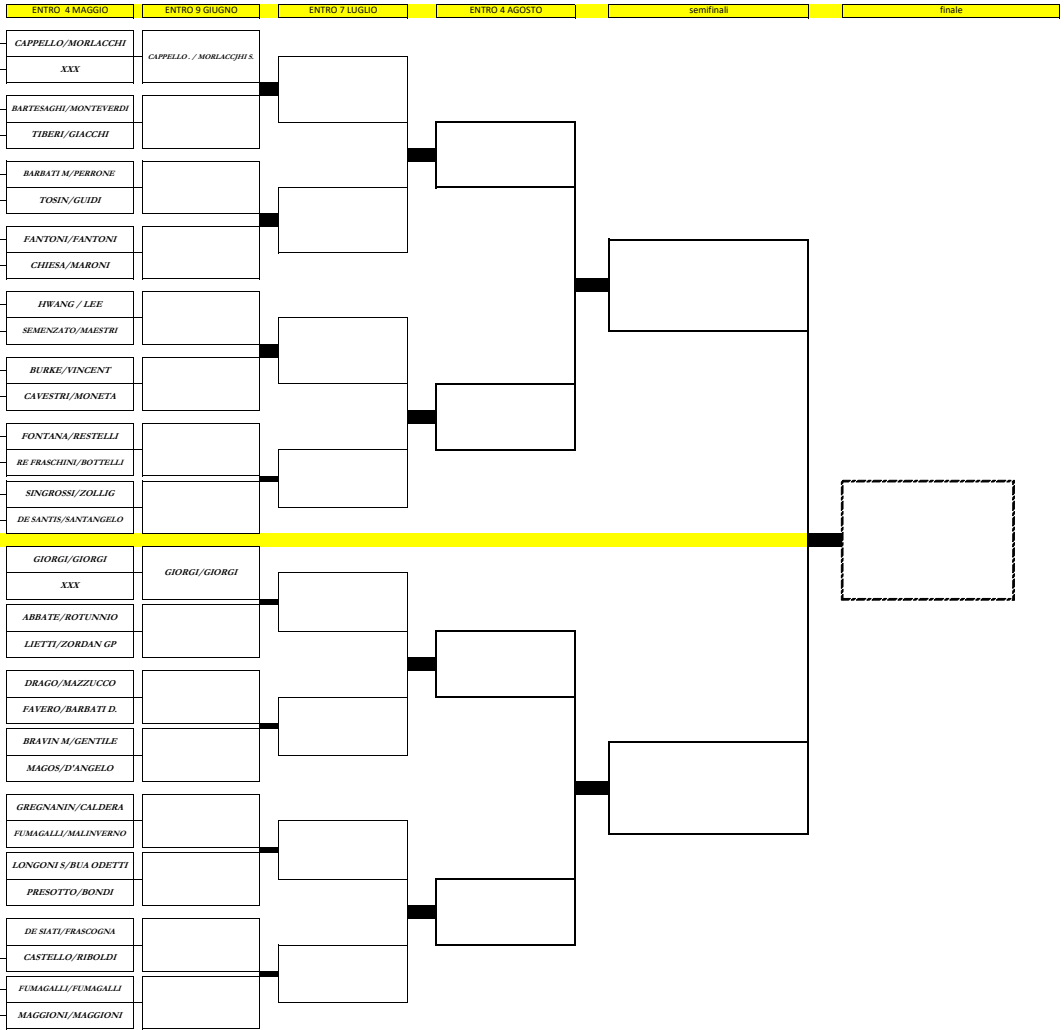 ENTRO 4 MAGGIO ENTRO 9 GIUGNO ENTRO 7 LUGLIO ENTRO 4 AGOSTO semifinali finale
CAPPELLO/MORLACCHI
CAPPELLO . / MORLACCJHI S.
XXX
BARTESAGHI/MONTEVERDI
TIBERI/GIACCHI
BARBATI M/PERRONE
TOSIN/GUIDI
FANTONI/FANTONI
CHIESA/MARONI
HWANG / LEE
SEMENZATO/MAESTRI
BURKE/VINCENT
CAVESTRI/MONETA
FONTANA/RESTELLI
RE FRASCHINI/BOTTELLI
SINGROSSI/ZOLLIG
DE SANTIS/SANTANGELO
GIORGI/GIORGI
GIORGI/GIORGI
XXX
ABBATE/ROTUNNIO
LIETTI/ZORDAN GP
DRAGO/MAZZUCCO
FAVERO/BARBATI D.
BRAVIN M/GENTILE
MAGOS/D'ANGELO
GREGNANIN/CALDERA
FUMAGALLI/MALINVERNO
LONGONI S/BUA ODETTI
PRESOTTO/BONDI
DE SIATI/FRASCOGNA
CASTELLO/RIBOLDI
FUMAGALLI/FUMAGALLI
MAGGIONI/MAGGIONI